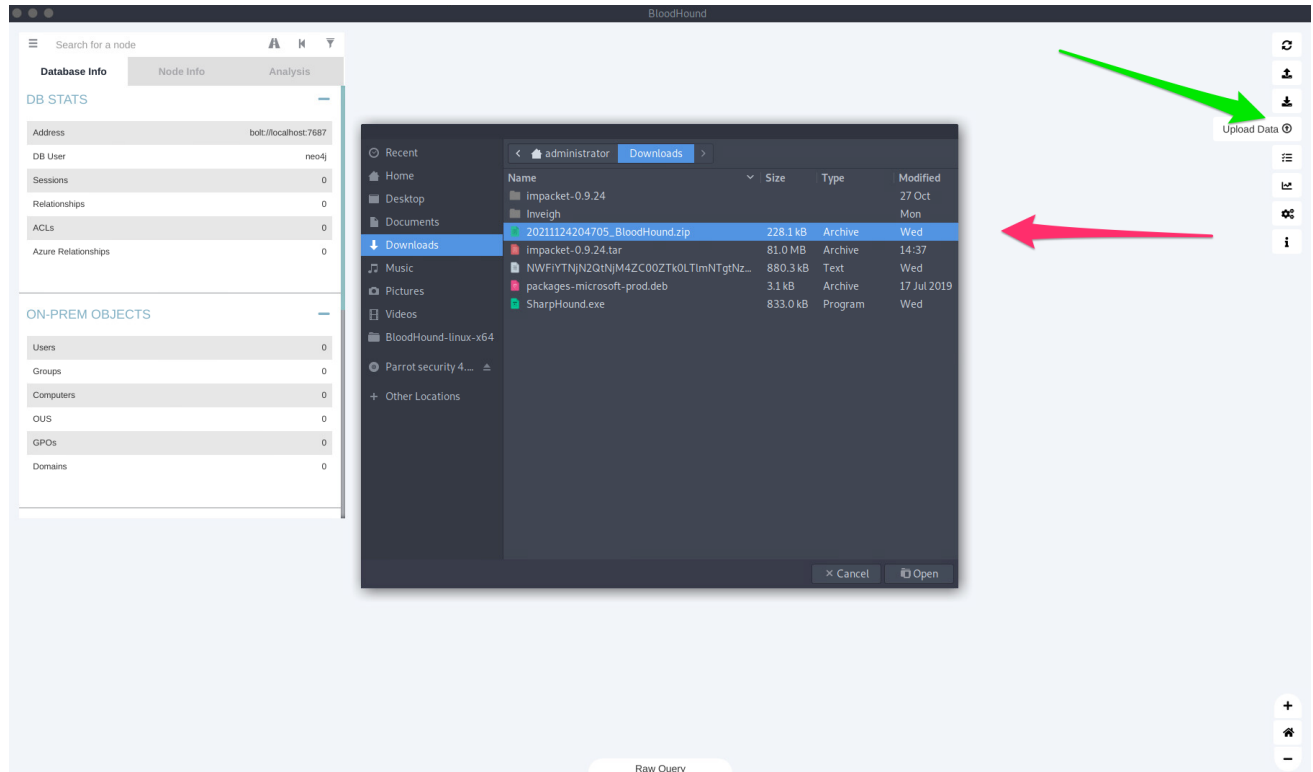 BloodHound
Search for a node
Database Info Node Info Analysis
DB STATS
Address bolt://localhost:7687
DB User neo4j
Sessions 0
Relationships 0
ACLs 0
Azure Relationships 0
ON-PREM OBJECTS
Users 0
Groups 0
Computers 0
OUS 0
GPOs 0
Domains 0
Upload Data
Recent
Home
Desktop
Documents
Downloads
Music
Pictures
Videos
BloodHound-linux-x64
Parrot security 4....
+ Other Locations
administrator Downloads
Name Size Type Modified
impacket-0.9.24 27 Oct
Inveigh Mon
20211124204705_BloodHound.zip 228.1 kB Archive Wed
impacket-0.9.24.tar 81.0 MB Archive 14:37
880.3 kB Text Wed
packages-microsoft-prod.deb 3.1 kB Archive 17 Jul 2019
SharpHound.exe 833.0 kB Program Wed
Cancel Open
Raw Query